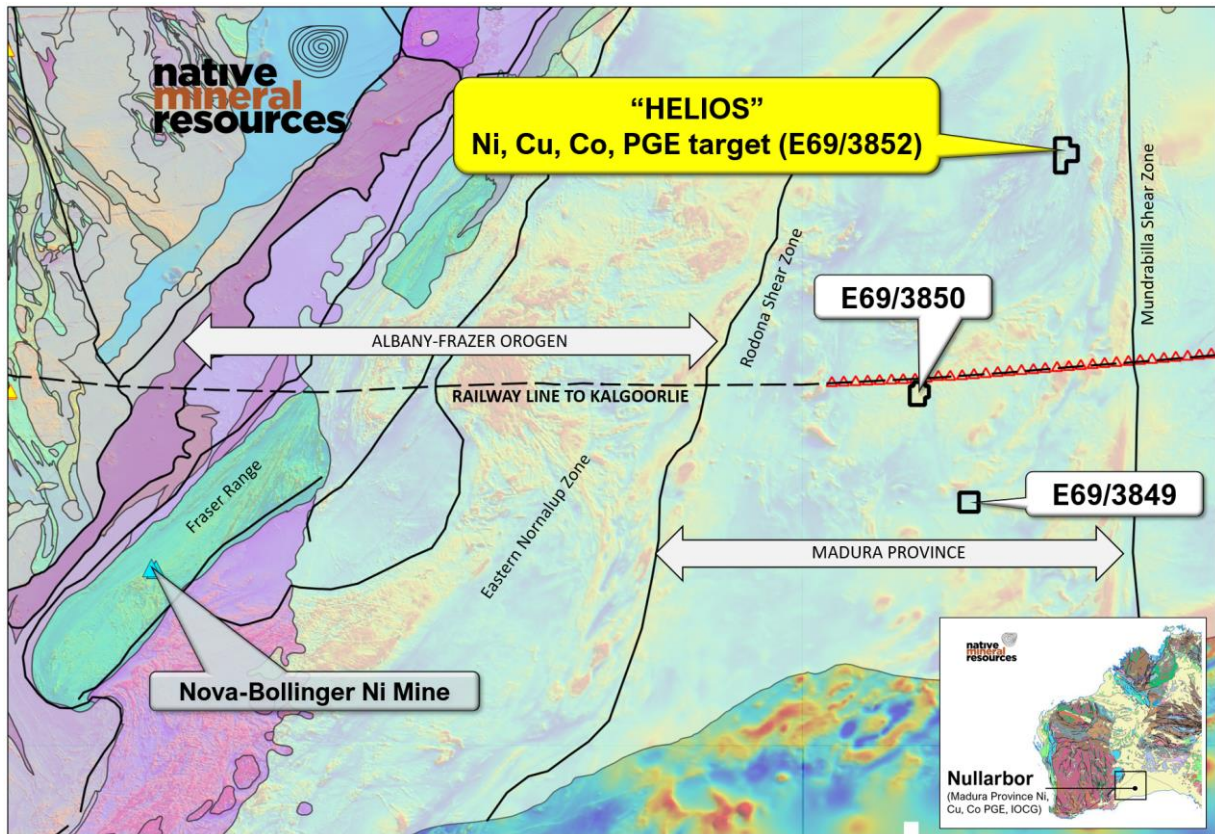 native
mineral
resources
“HELIOS”
Ni, Cu, Co, PGE target (E69/3852)
Mundrabilla Shear Zone
Rodona Shear Zone
E69/3850
ALBANY-FRAZER OROGEN
RAILWAY LINE TO KALGOORLIE
Fraser Range
Eastern Nornalup Zone
E69/3849
MADURA PROVINCE
Nova-Bollinger Ni Mine
native
mineral
resources
Nullarbor
(Madura Province Ni,
Cu, Co PGE, IOCG)